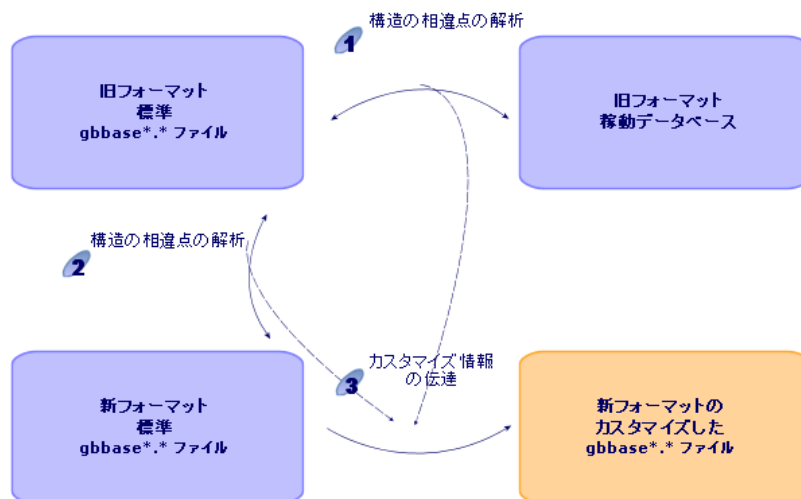 構造の相違点の解析
1
旧フォーマット
標準
gbbase*.* ファイル
旧フォーマット
稼動データベース
構造の相違点の解析
2
3
カスタマイズ情報
の伝達
新フォーマット
標準
gbbase*.* ファイル
新フォーマットの
カスタマイズした
gbbase*.* ファイル